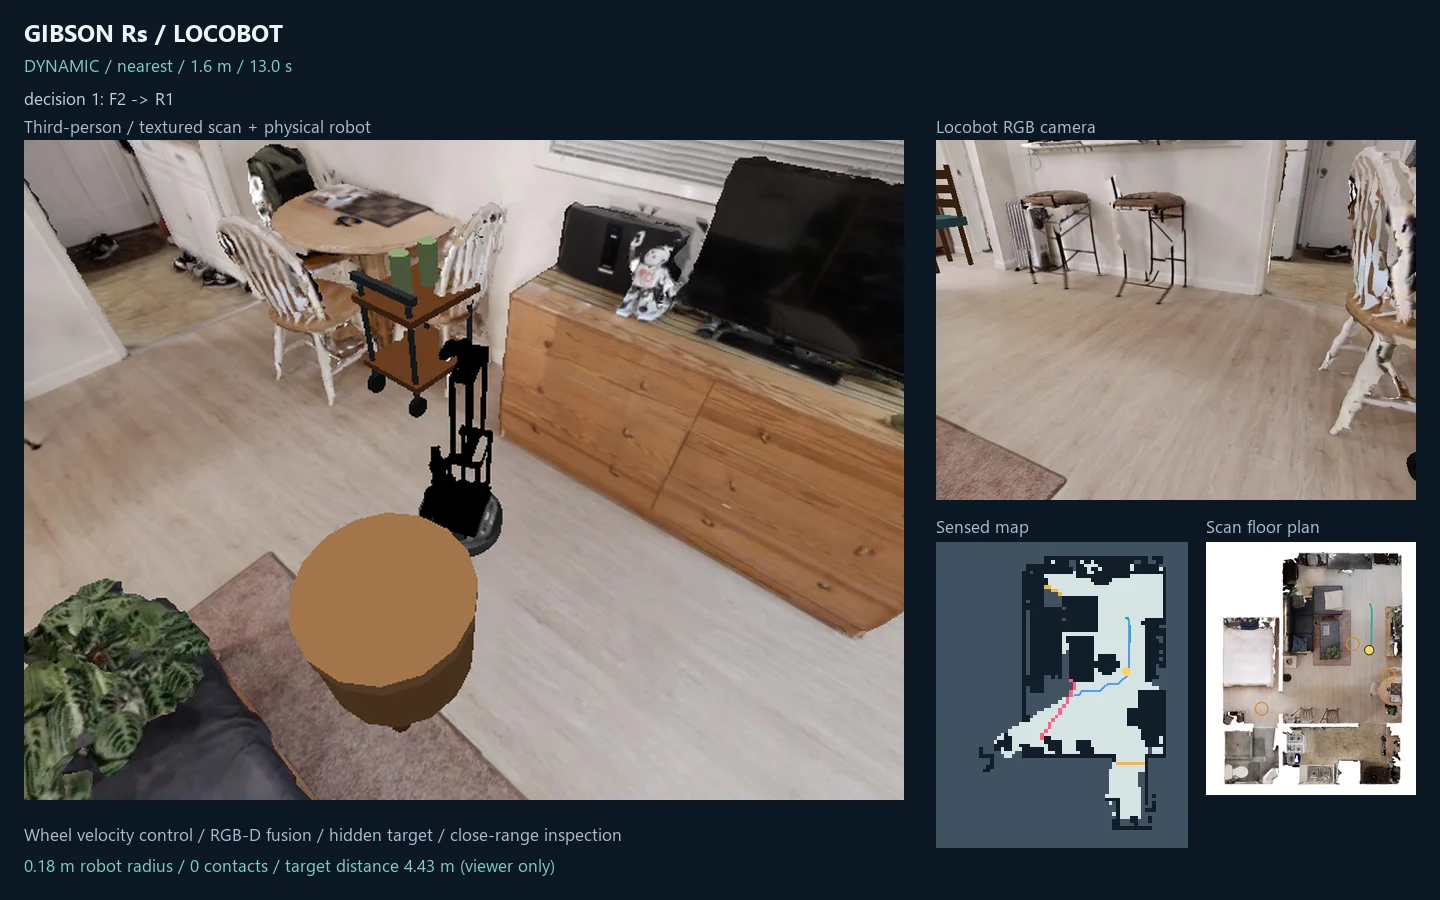 GIBSON Rs / LOCOBOT
DYNAMIC / nearest / 1.6 m / 13.0 s
decision 1: F2 -> R1
Third-person / textured scan + physical robot
Locobot RGB camera
Sensed map
Scan floor plan
Wheel velocity control / RGB-D fusion / hidden target / close-range inspection
0.18 m robot radius / 0 contacts / target distance 4.43 m (viewer only)